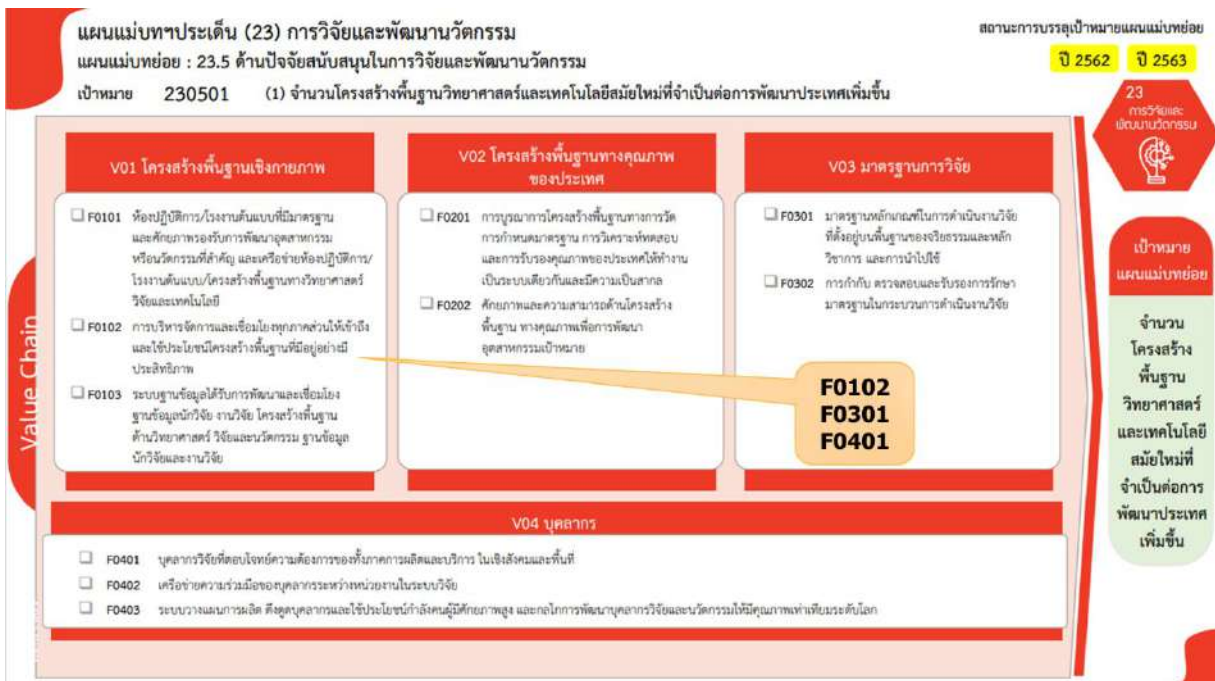 แผนแม่บทฯประเด็น (23) การวิจัยและพัฒนานวัตกรรม
แผนแม่บทย่อย : 23.5 ด้านปัจจัยสนับสนุนในการวิจัยและพัฒนานวัตกรรม
เป้าหมาย 230501 (1) จำนวนโครงสร้างพื้นฐานวิทยาศาสตร์และเทคโนโลยีสมัยใหม่ที่จำเป็นต่อการพัฒนาประเทศเพิ่มขึ้น
สถานะการบรรลุเป้าหมายแผนแม่บทย่อย
ปี 2562 ปี 2563
23
การวิจัยและ
พัฒนานวัตกรรม
Value Chain
V01 โครงสร้างพื้นฐานเชิงกายภาพ
F0101 ห้องปฏิบัติการ/โรงงานต้นแบบที่มีมาตรฐาน
และศักยภาพรองรับการพัฒนาอุตสาหกรรม
หรือนวัตกรรมที่สำคัญ และเครือข่ายห้องปฏิบัติการ/
โรงงานต้นแบบ/โครงสร้างพื้นฐานทางวิทยาศาสตร์
วิจัยและเทคโนโลยี
F0102 การบริหารจัดการและเชื่อมโยงทุกภาคส่วนให้เข้าถึง
และใช้ประโยชน์โครงสร้างพื้นฐานที่มีอยู่อย่างมี
ประสิทธิภาพ
F0103 ระบบฐานข้อมูลได้รับการพัฒนาและเชื่อมโยง
ฐานข้อมูลนักวิจัย งานวิจัย โครงสร้างพื้นฐาน
ด้านวิทยาศาสตร์ วิจัยและนวัตกรรม ฐานข้อมูล
นักวิจัยและงานวิจัย
V02 โครงสร้างพื้นฐานทางคุณภาพ
ของประเทศ
F0201 การบูรณาการโครงสร้างพื้นฐานทางการวัด
การกำหนดมาตรฐาน การวิเคราะห์ทดสอบ
และการรับรองคุณภาพของประเทศให้ทำงาน
เป็นระบบเดียวกันและมีความเป็นสากล
F0202 ศักยภาพและความสามารถด้านโครงสร้าง
พื้นฐาน ทางคุณภาพเพื่อการพัฒนา
อุตสาหกรรมเป้าหมาย
V03 มาตรฐานการวิจัย
F0301 มาตรฐานหลักเกณฑ์ในการดำเนินงานวิจัย
ที่ตั้งอยู่บนพื้นฐานของจริยธรรมและหลัก
วิชาการ และการนำไปใช้
F0302 การกำกับ ตรวจสอบและรับรองการรักษา
มาตรฐานในกระบวนการดำเนินงานวิจัย
F0102
F0301
F0401
V04 บุคลากร
F0401 บุคลากรวิจัยที่ตอบโจทย์ความต้องการของทั้งภาคการผลิตและบริการ ในเชิงสังคมและพื้นที่
F0402 เครือข่ายความร่วมมือของบุคลากรระหว่างหน่วยงานในระบบวิจัย
F0403 ระบบวางแผนการผลิต ดึงดูดบุคลากรและใช้ประโยชน์กำลังคนผู้มีศักยภาพสูง และกลไกการพัฒนาบุคลากรวิจัยและนวัตกรรมให้มีคุณภาพเท่าเทียมระดับโลก
เป้าหมาย
แผนแม่บทย่อย
จำนวน
โครงสร้าง
พื้นฐาน
วิทยาศาสตร์
และเทคโนโลยี
สมัยใหม่ที่
จำเป็นต่อการ
พัฒนาประเทศ
เพิ่มขึ้น